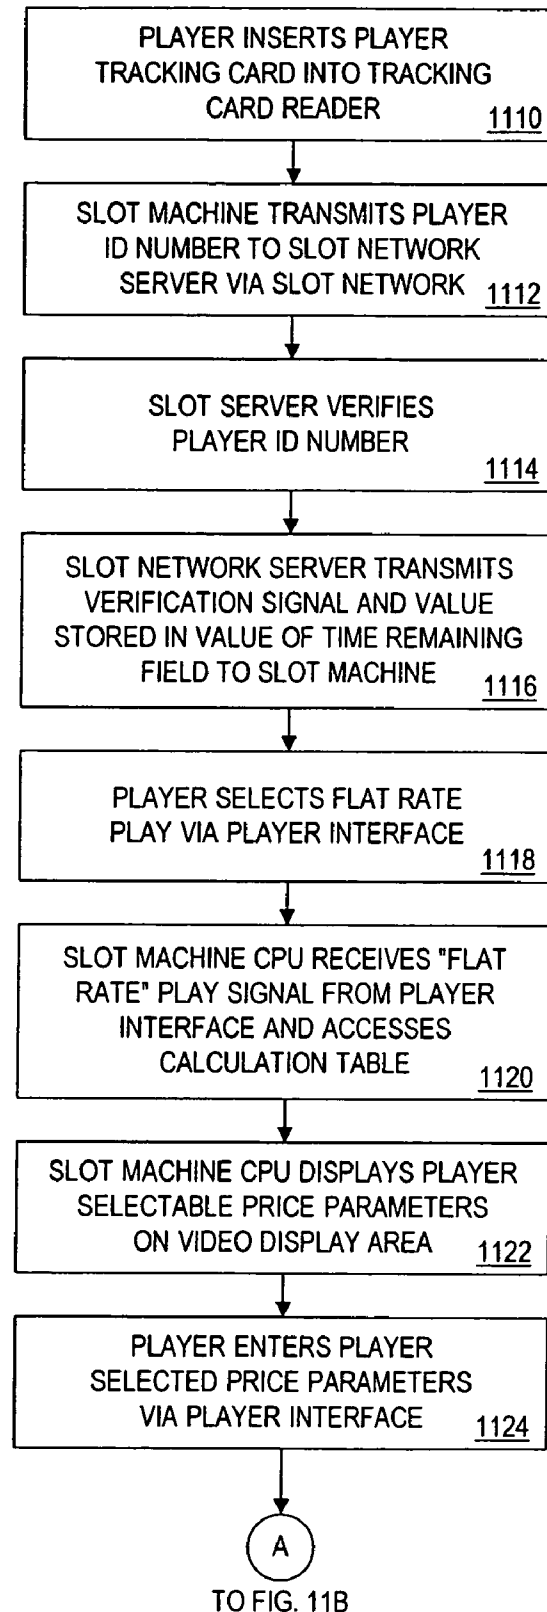 PLAYER INSERTS PLAYER
TRACKING CARD INTO TRACKING
CARD READER
1110
SLOT MACHINE TRANSMITS PLAYER
ID NUMBER TO SLOT NETWORK
SERVER VIA SLOT NETWORK
1112
SLOT SERVER VERIFIES
PLAYER ID NUMBER
1114
SLOT NETWORK SERVER TRANSMITS
VERIFICATION SIGNAL AND VALUE
STORED IN VALUE OF TIME REMAINING
FIELD TO SLOT MACHINE
1116
PLAYER SELECTS FLAT RATE
PLAY VIA PLAYER INTERFACE
1118
SLOT MACHINE CPU RECEIVES "FLAT
RATE" PLAY SIGNAL FROM PLAYER
INTERFACE AND ACCESSES
CALCULATION TABLE
1120
SLOT MACHINE CPU DISPLAYS PLAYER
SELECTABLE PRICE PARAMETERS
ON VIDEO DISPLAY AREA
1122
PLAYER ENTERS PLAYER
SELECTED PRICE PARAMETERS
VIA PLAYER INTERFACE
1124
A
TO FIG. 11B